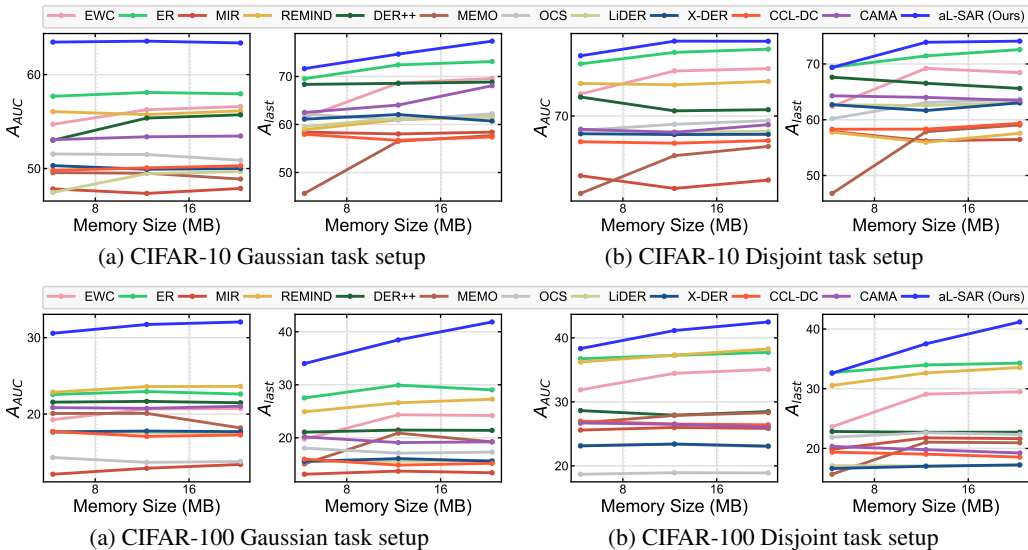 EWC ER MIR REMIND DER++ MEMO OCS LiDER X-DER CCL-DC CAMA aL-SAR (Ours)
A_AUC 60 50 8 16 Memory Size (MB)
A_last 70 60 50 8 16 Memory Size (MB)
A_AUC 70 8 16 Memory Size (MB)
A_last 70 60 50 8 16 Memory Size (MB)
(a) CIFAR-10 Gaussian task setup
(b) CIFAR-10 Disjoint task setup
EWC ER MIR REMIND DER++ MEMO OCS LiDER X-DER CCL-DC CAMA aL-SAR (Ours)
A_AUC 30 20 8 16 Memory Size (MB)
A_last 40 30 20 8 16 Memory Size (MB)
A_AUC 40 30 20 8 16 Memory Size (MB)
A_last 40 30 20 8 16 Memory Size (MB)
(a) CIFAR-100 Gaussian task setup
(b) CIFAR-100 Disjoint task setup